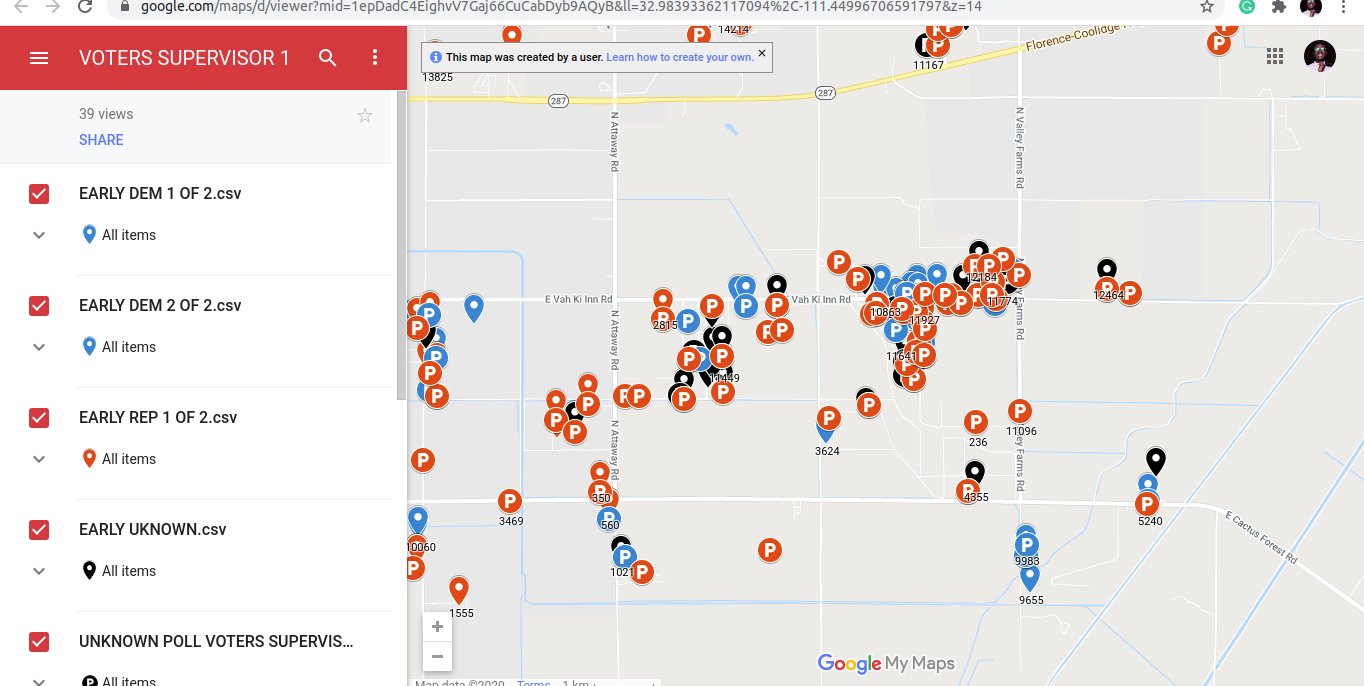 google.com/maps/d/viewer?mid=1epDadC4EighvV7Gaj66CuCabDyb9AQyB&ll=32.98393362117094%2C-111.44996706591797&z=14
VOTERS SUPERVISOR 1
39 views
SHARE
EARLY DEM 1 OF 2.csv
All items
EARLY DEM 2 OF 2.csv
All items
EARLY REP 1 OF 2.csv
All items
EARLY UKNOWN.csv
All items
UNKNOWN POLL VOTERS SUPERVIS...
All items
This map was created by a user. Learn how to create your own.
14214
Florence-Coolidge
11167
13825
287
287
N Attaway Rd
N Valley Farms Rd
12184
12464
E Vah Ki Inn Rd
Vah Ki Inn Rd
11774
10863
11927
2815
N Attaway Rd
11641
11449
N Attaway Rd
236
11096
3624
4355
350
3469
560
5240
E Cactus Forest Rd
10060
1021
9983
9655
1555
Google My Maps
Map data ©2020 Terms 1 km